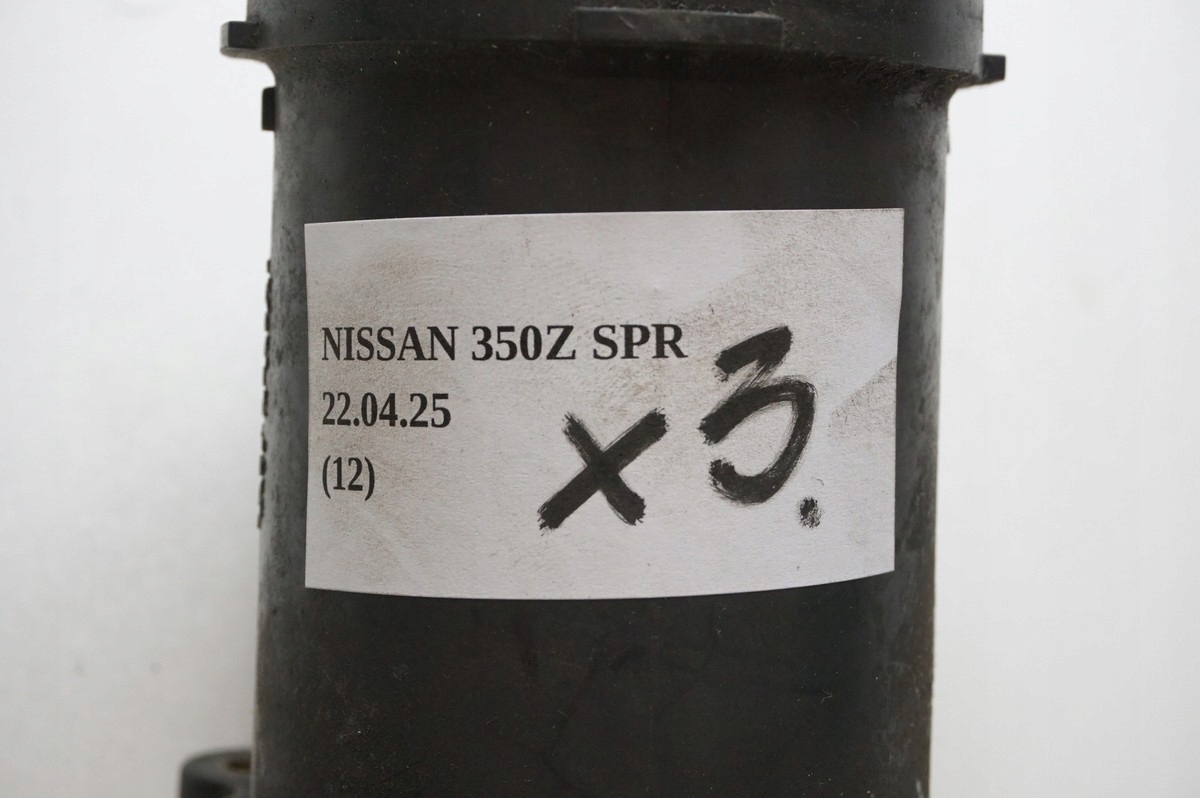 NISSAN 350Z SPR
22.04.25
(12)
x3.